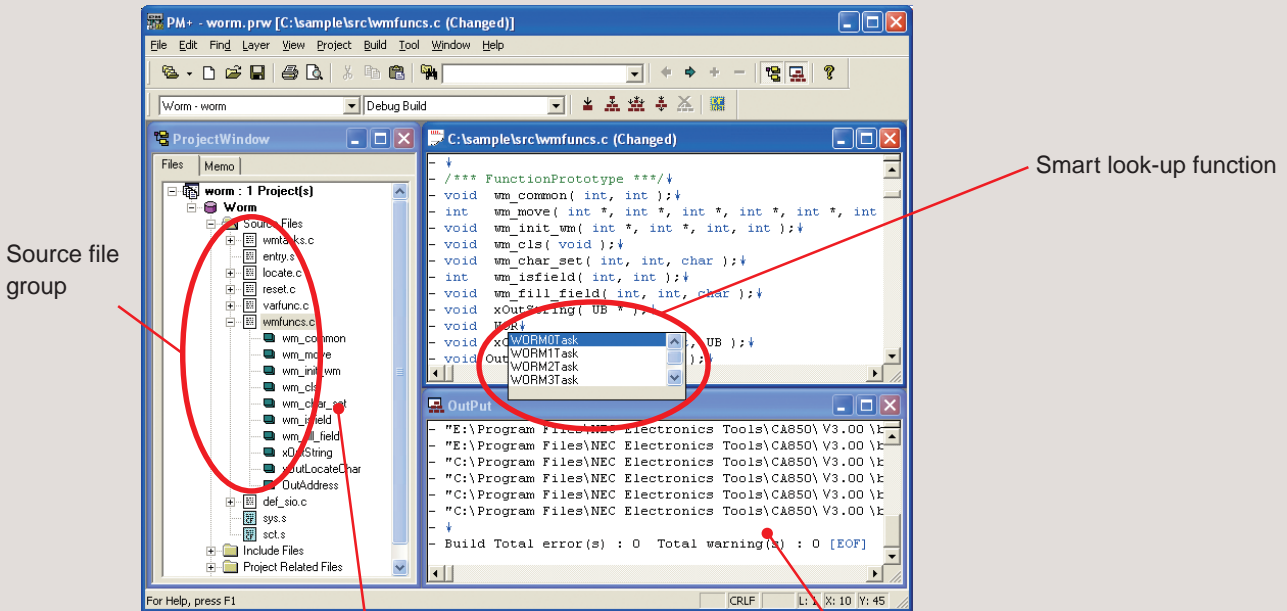 PM+ - worm.prw [C:\sample\src\wmfuncs.c (Changed)]
File Edit Find Layer View Project Build Tool Window Help
Worm - worm
Debug Build
ProjectWindow
Files
Memo
worm : 1 Project(s)
Worm
Source Files
wmtasks.c
entry.s
locate.c
reset.c
varfunc.c
wmfuncs.c
wm_common
wm_move
wm_init_wm
wm_cls
wm_char_set
wm_isfield
wm_fill_field
xOutString
xOutLocateChar
OutAddress
def_sio.c
sys.s
sct.s
Include Files
Project Related Files
C:\sample\src\wmfuncs.c (Changed)
- ↓
- /*** FunctionPrototype ***/↓
- void wm_common( int, int );↓
- int wm_move( int *, int *, int *, int *, int *, int
- void wm_init_wm( int *, int *, int, int );↓
- void wm_cls( void );↓
- void wm_char_set( int, int, char );↓
- int wm_isfield( int, int );↓
- void wm_fill_field( int, int, char );↓
- void xOutString( UB * );↓
- void WOR↓
- void , UB );↓
- void );↓
WORM0Task
WORM1Task
WORM2Task
WORM3Task
OutPut
- "E:\Program Files\NEC Electronics Tools\CA850\V3.00\b
- "E:\Program Files\NEC Electronics Tools\CA850\V3.00\b
- "C:\Program Files\NEC Electronics Tools\CA850\V3.00\b
- "C:\Program Files\NEC Electronics Tools\CA850\V3.00\b
- "C:\Program Files\NEC Electronics Tools\CA850\V3.00\b
- "C:\Program Files\NEC Electronics Tools\CA850\V3.00\b
- ↓
- Build Total error(s) : 0 Total warning(s) : 0 [EOF]
For Help, press F1
CRLF
L: 1 X: 10 Y: 45
Source file
group
Smart look-up function